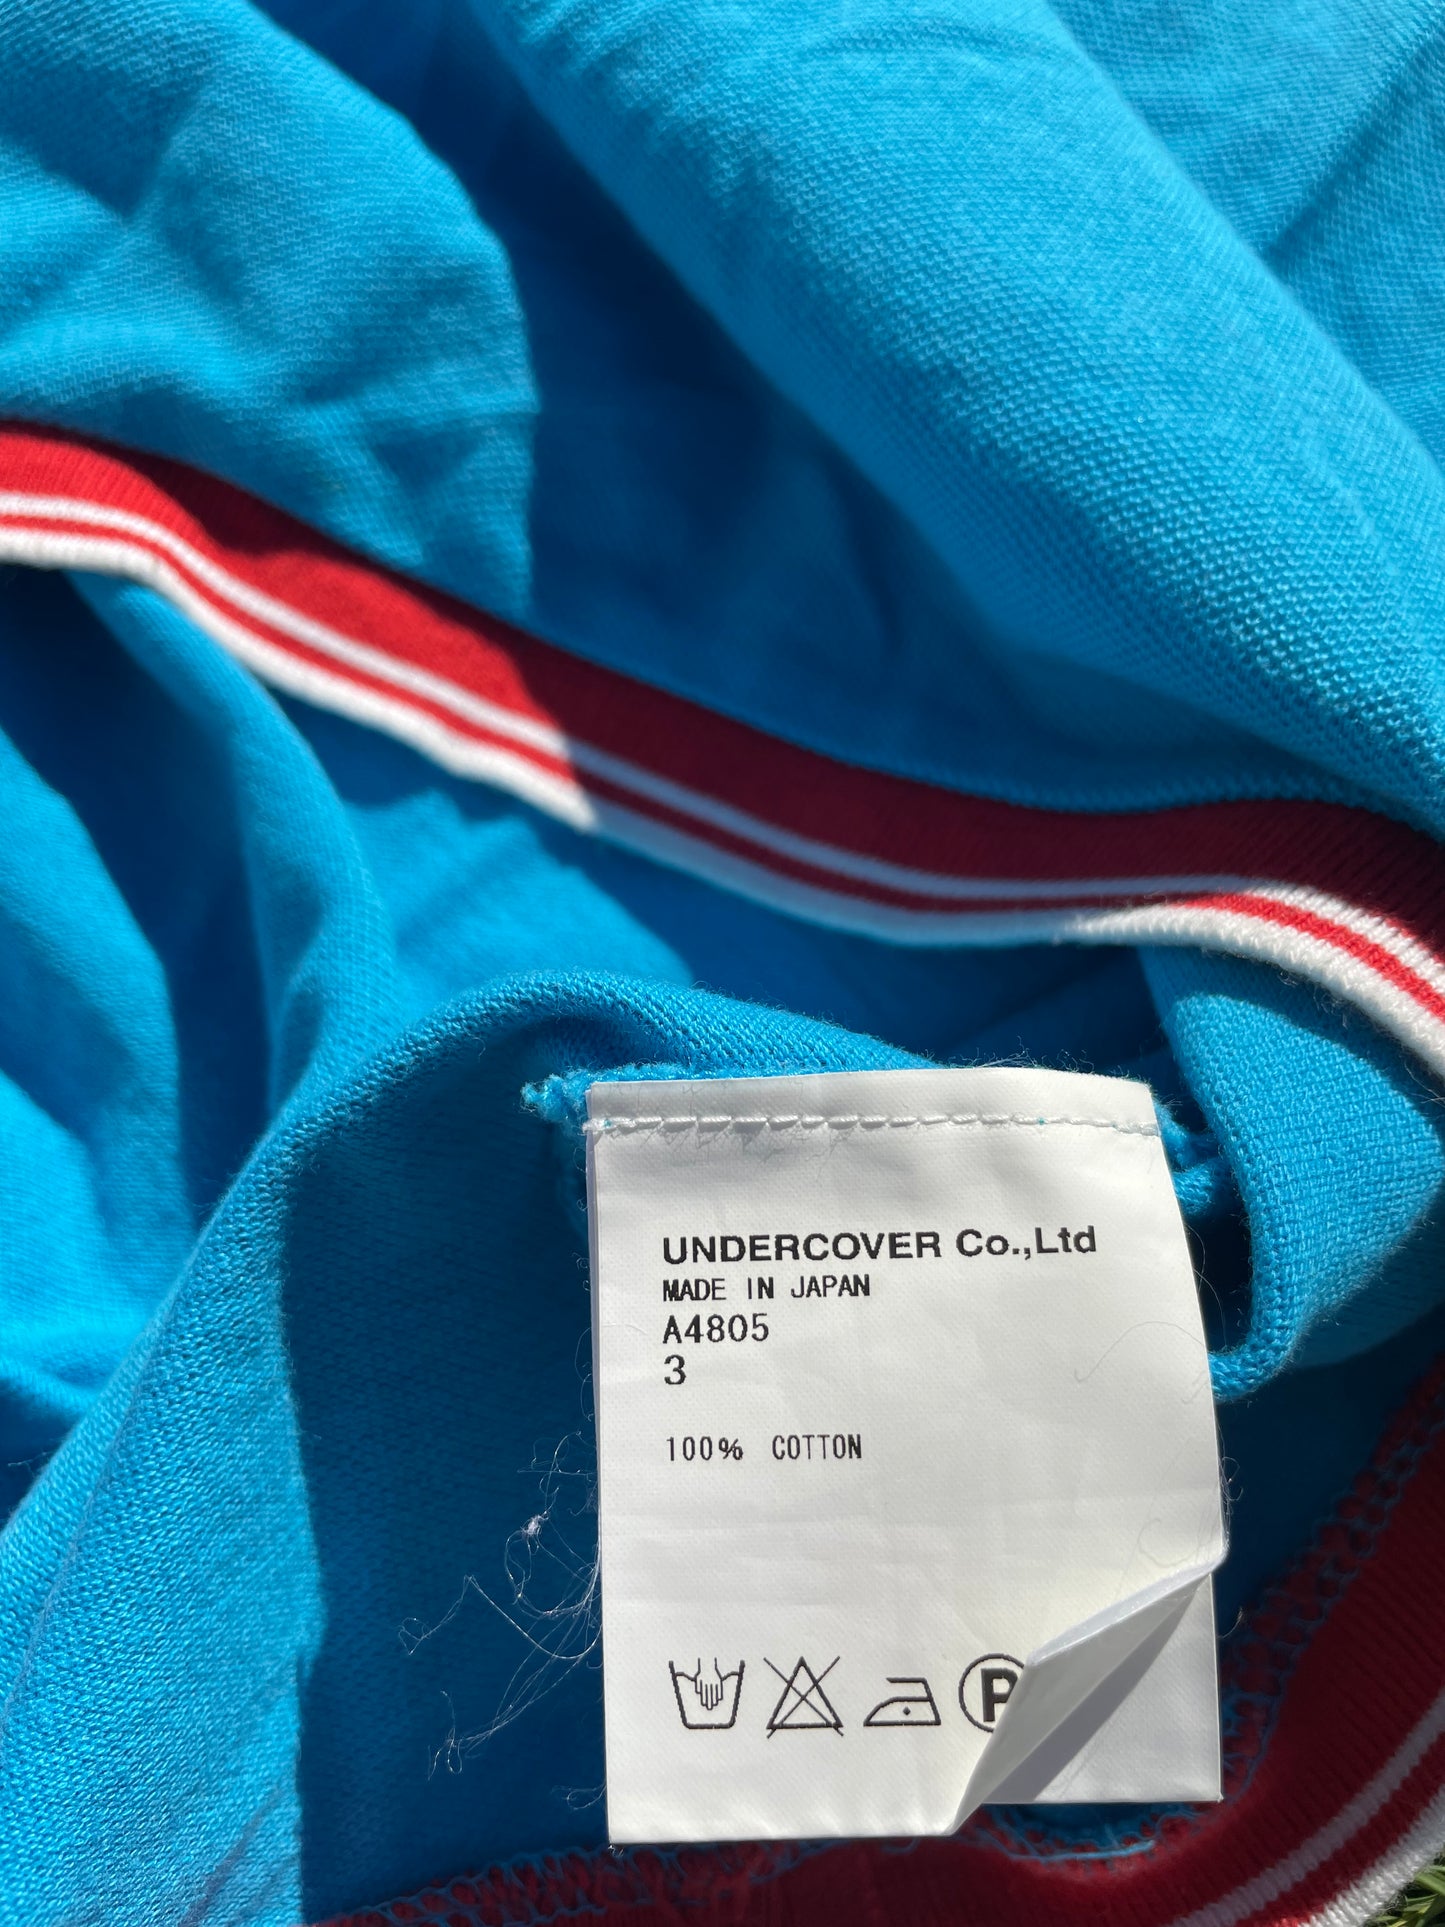 UNDERCOVER Co.,Ltd
MADE IN JAPAN
A4805
3
100% COTTON
P